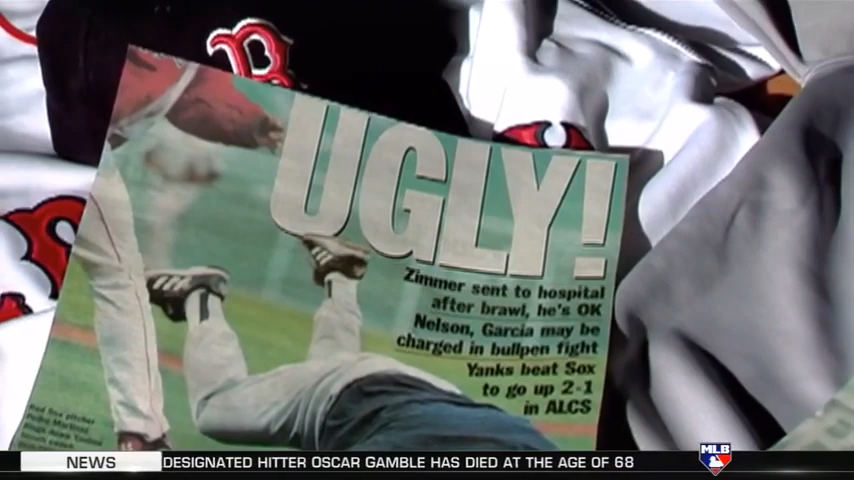 B
UGLY!
Zimmer sent to hospital
after brawl, he's OK
Nelson, Garcia may be
charged in bullpen fight
Yanks beat Sox
to go up 2-1
in ALCS
Red Sox pitcher
Pedro Martinez
NEWS
DESIGNATED HITTER OSCAR GAMBLE HAS DIED AT THE AGE OF 68
MLB